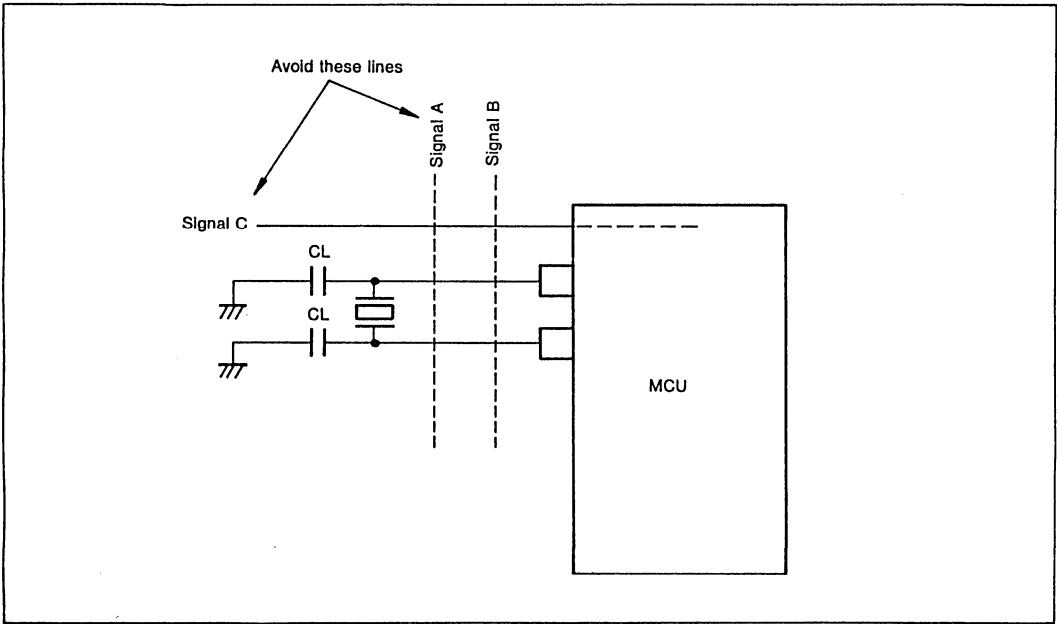 Avoid these lines
Signal A
Signal B
Signal C
CL
CL
MCU